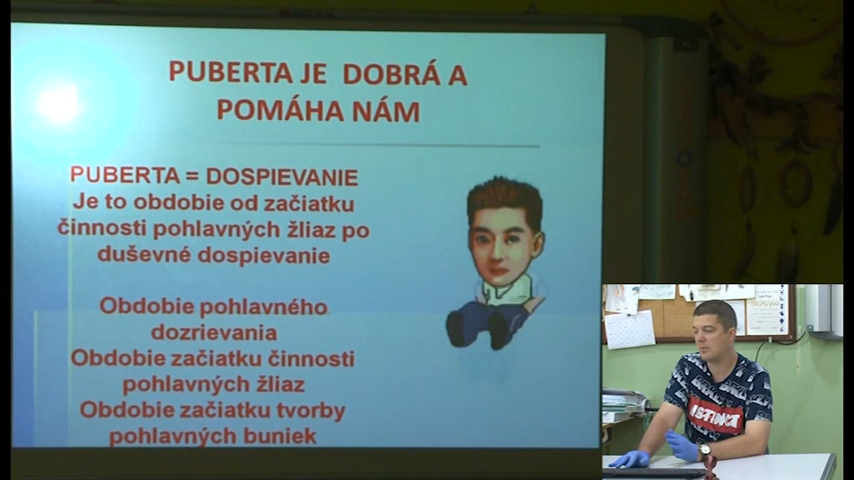 PUBERTA JE DOBRÁ A
POMÁHA NÁM
PUBERTA = DOSPIEVANIE
Je to obdobie od začiatku
činnosti pohlavných žliaz po
duševné dospievanie
Obdobie pohlavného
dozrievania
Obdobie začiatku činnosti
pohlavných žliaz
Obdobie začiatku tvorby
pohlavných buniek